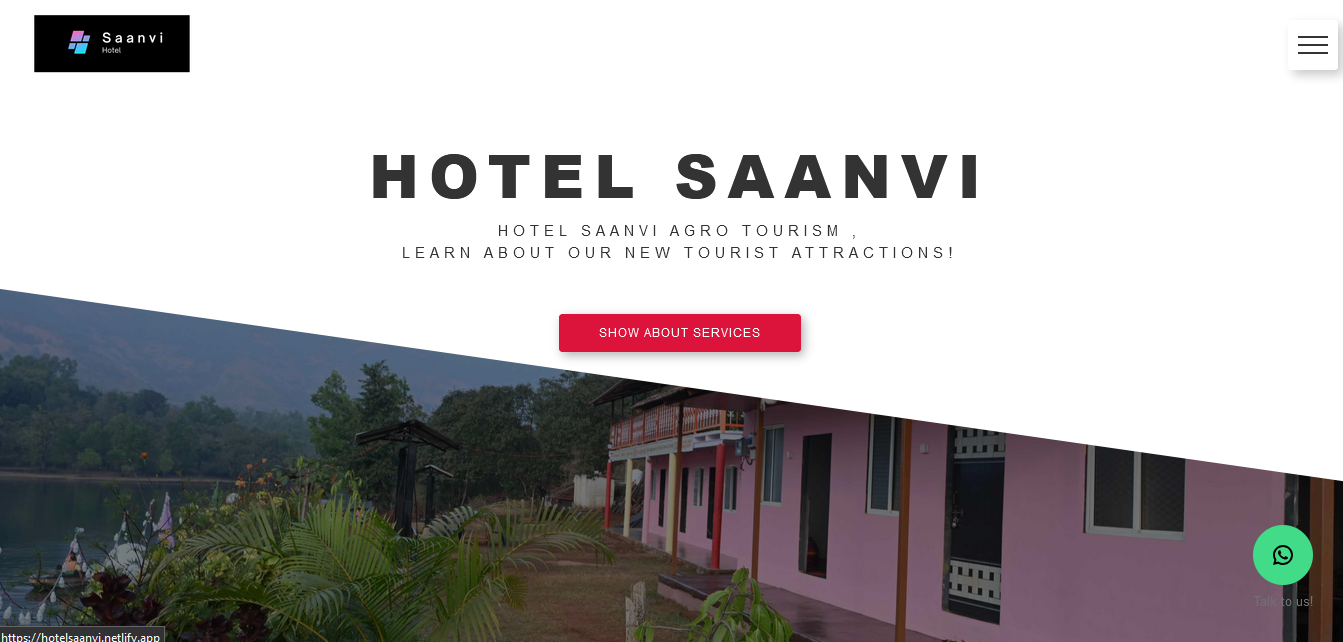 Saanvi
Hotel
HOTEL SAANVI
HOTEL SAANVI AGRO TOURISM ,
LEARN ABOUT OUR NEW TOURIST ATTRACTIONS!
SHOW ABOUT SERVICES
Talk to us!
https://hotelsaanvi.netlify.app